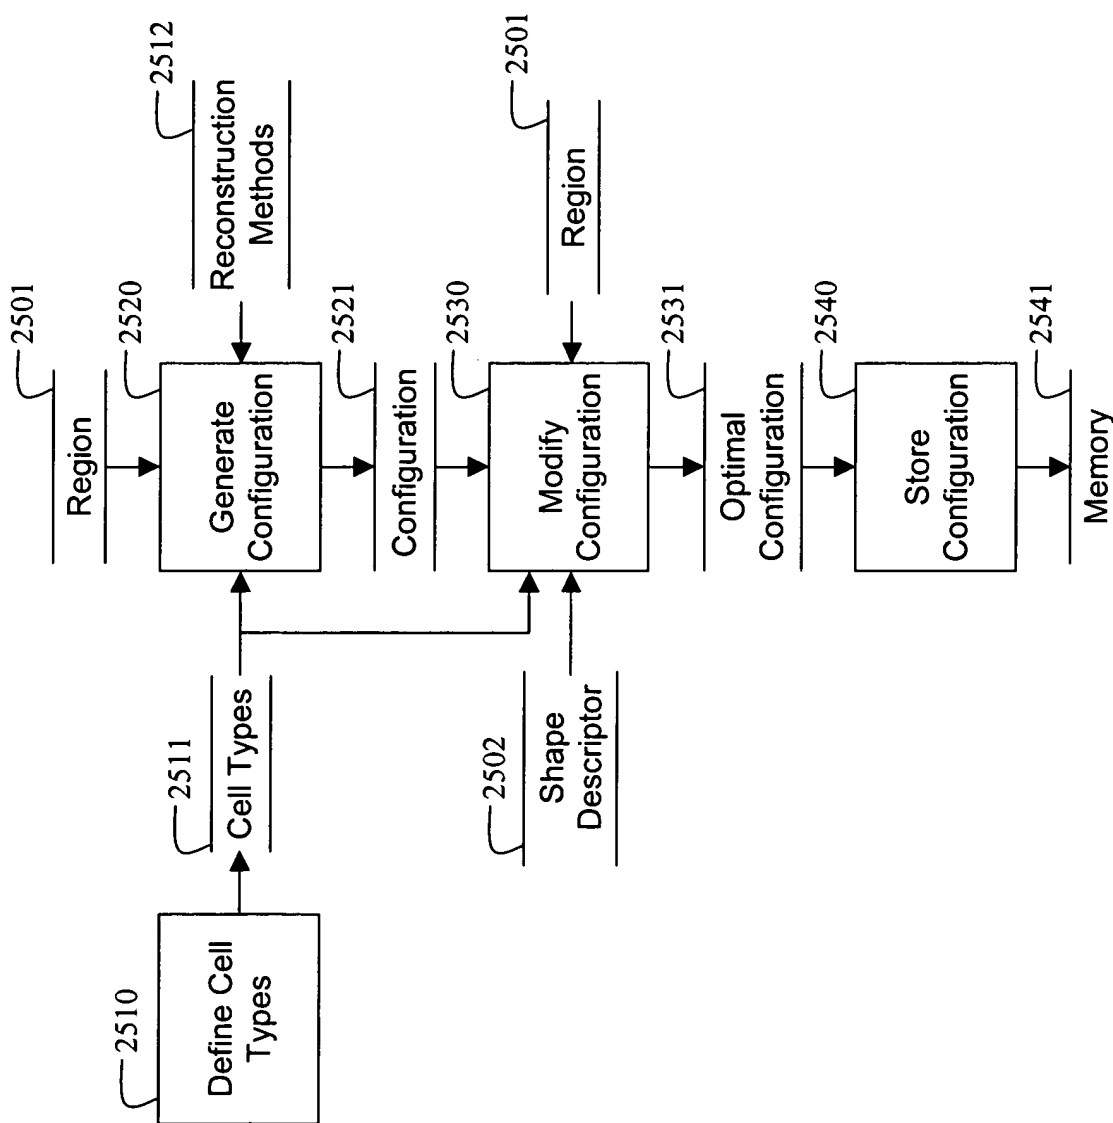 2510
Define Cell
Types
2511
Cell Types
2502
Shape
Descriptor
2501
Region
2520
Generate
Configuration
2512
Reconstruction
Methods
2521
Configuration
2530
Modify
Configuration
2501
Region
2531
Optimal
Configuration
2540
Store
Configuration
2541
Memory